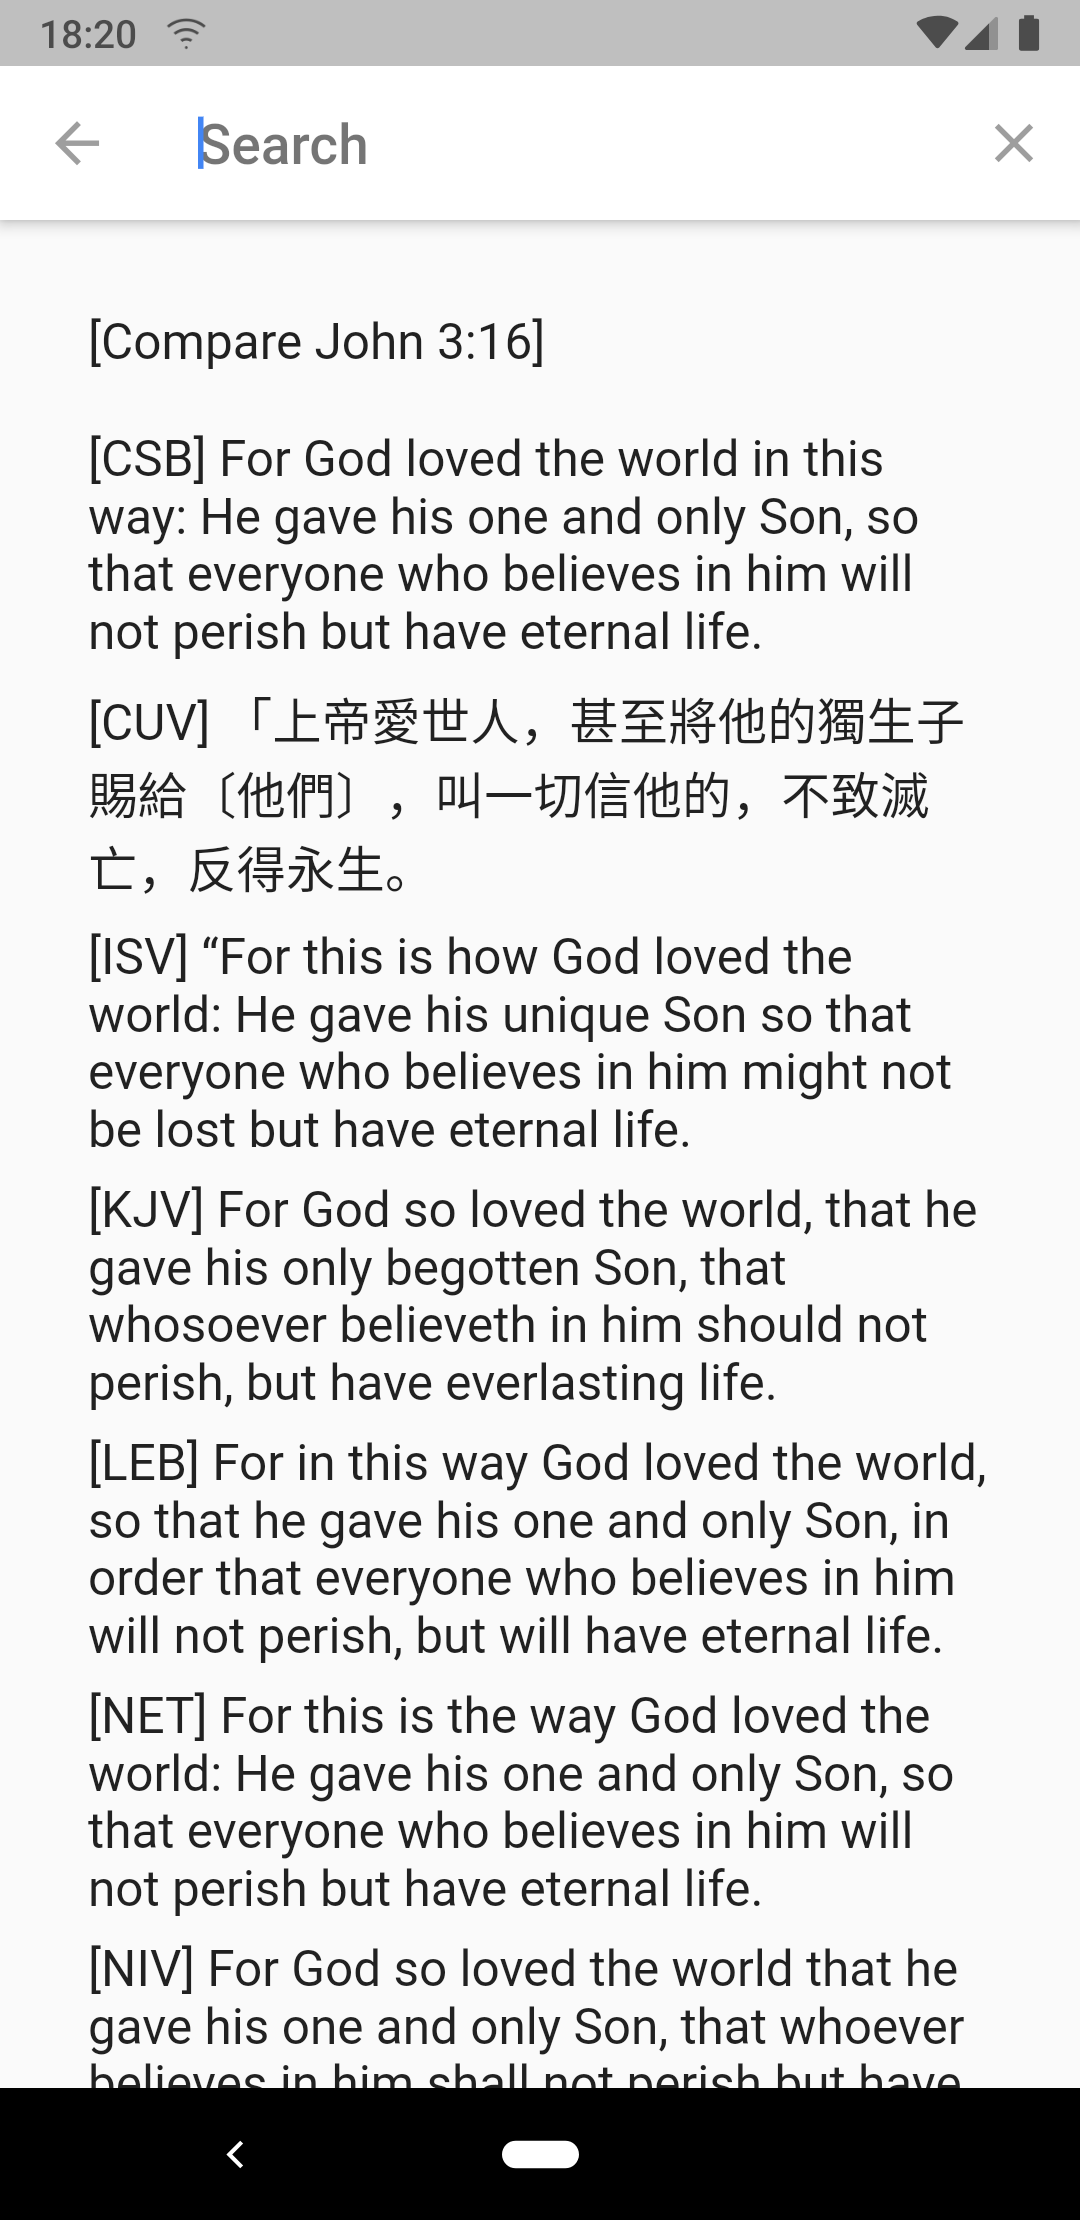 18:20
Search
[Compare John 3:16]
[CSB] For God loved the world in this
way: He gave his one and only Son, so
that everyone who believes in him will
not perish but have eternal life.
[CUV] 「上帝愛世人，甚至將他的獨生子
賜給〔他們〕，叫一切信他的，不致滅
亡，反得永生。
[ISV] “For this is how God loved the
world: He gave his unique Son so that
everyone who believes in him might not
be lost but have eternal life.
[KJV] For God so loved the world, that he
gave his only begotten Son, that
whosoever believeth in him should not
perish, but have everlasting life.
[LEB] For in this way God loved the world,
so that he gave his one and only Son, in
order that everyone who believes in him
will not perish, but will have eternal life.
[NET] For this is the way God loved the
world: He gave his one and only Son, so
that everyone who believes in him will
not perish but have eternal life.
[NIV] For God so loved the world that he
gave his one and only Son, that whoever
believes in him shall not perish but have